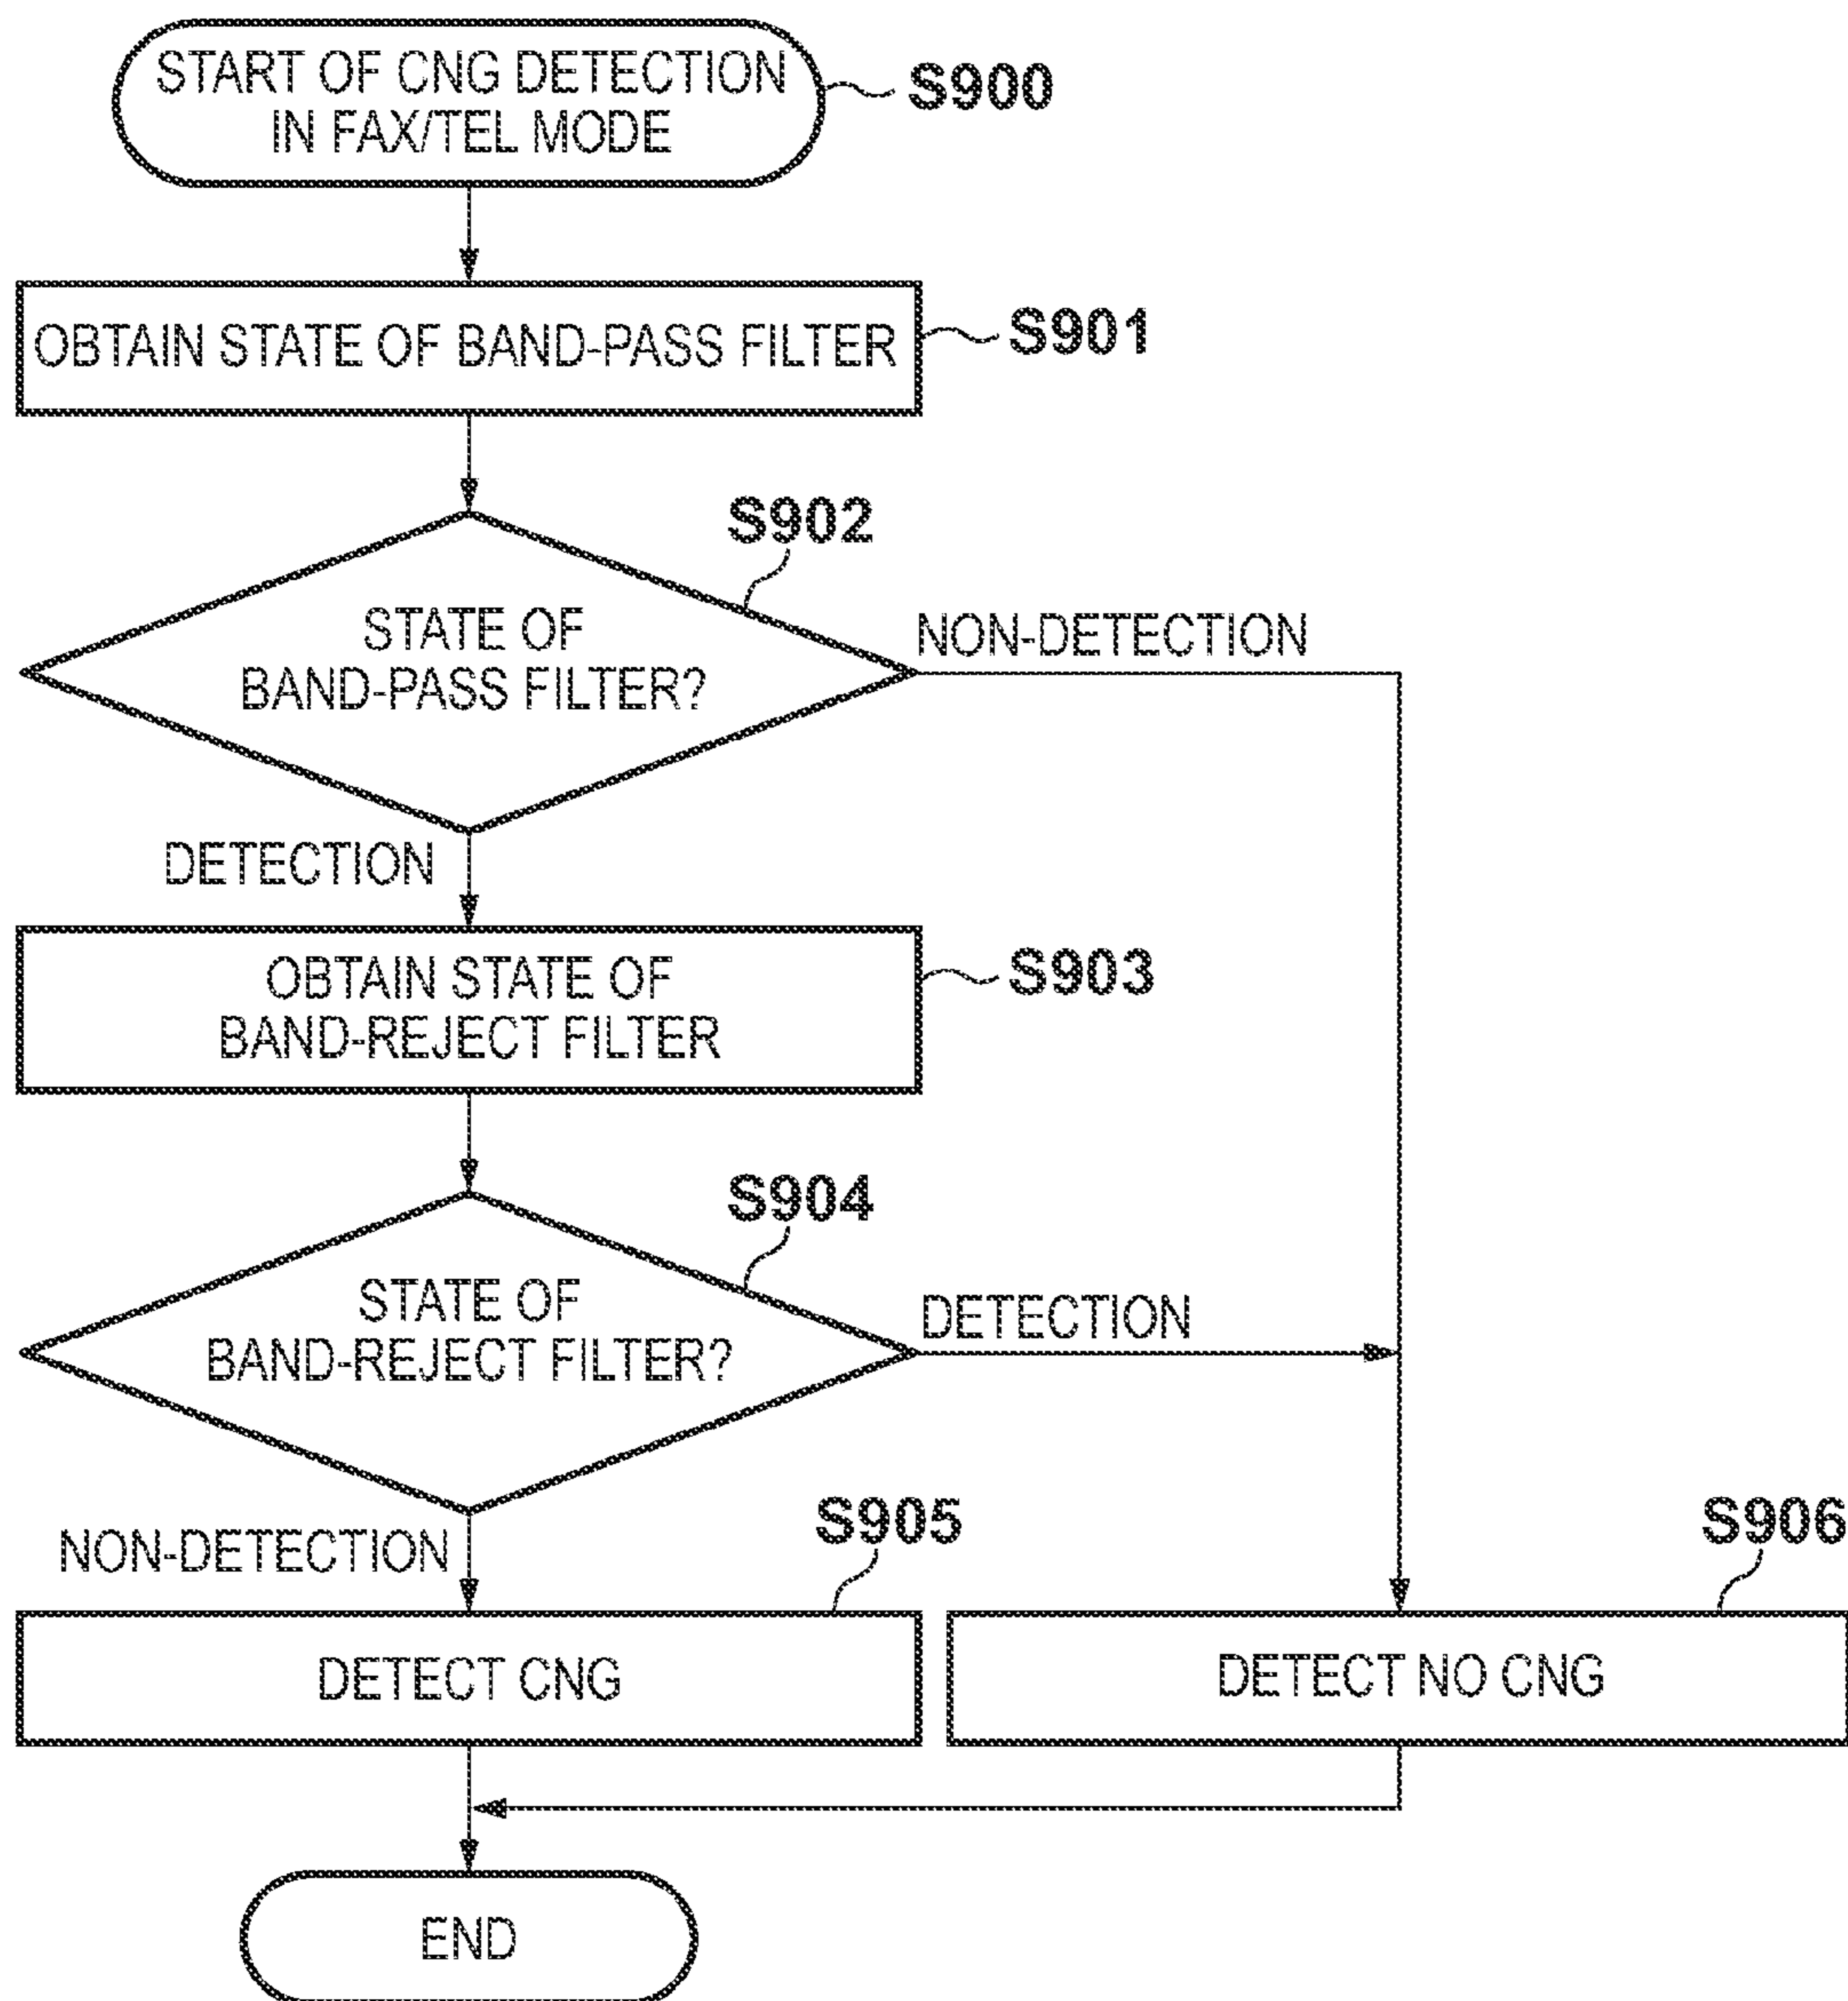 START OF CNG DETECTION
IN FAX/TEL MODE
S900
OBTAIN STATE OF BAND-PASS FILTER
S901
S902
STATE OF
BAND-PASS FILTER?
NON-DETECTION
DETECTION
OBTAIN STATE OF
BAND-REJECT FILTER
S903
S904
STATE OF
BAND-REJECT FILTER?
DETECTION
NON-DETECTION
S905
S906
DETECT CNG
DETECT NO CNG
END